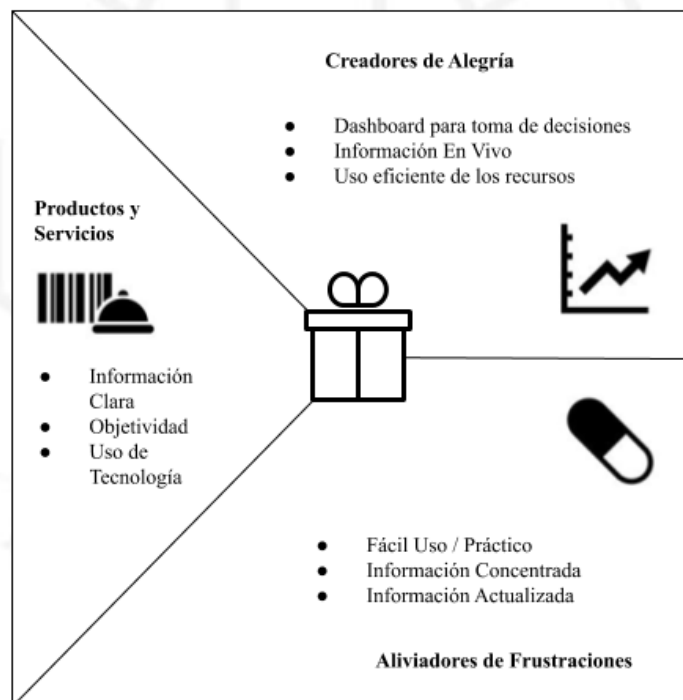 Creadores de Alegría
● Dashboard para toma de decisiones
● Información En Vivo
● Uso eficiente de los recursos
Productos y
Servicios
● Información
Clara
● Objetividad
● Uso de
Tecnología
● Fácil Uso / Práctico
● Información Concentrada
● Información Actualizada
Aliviadores de Frustraciones